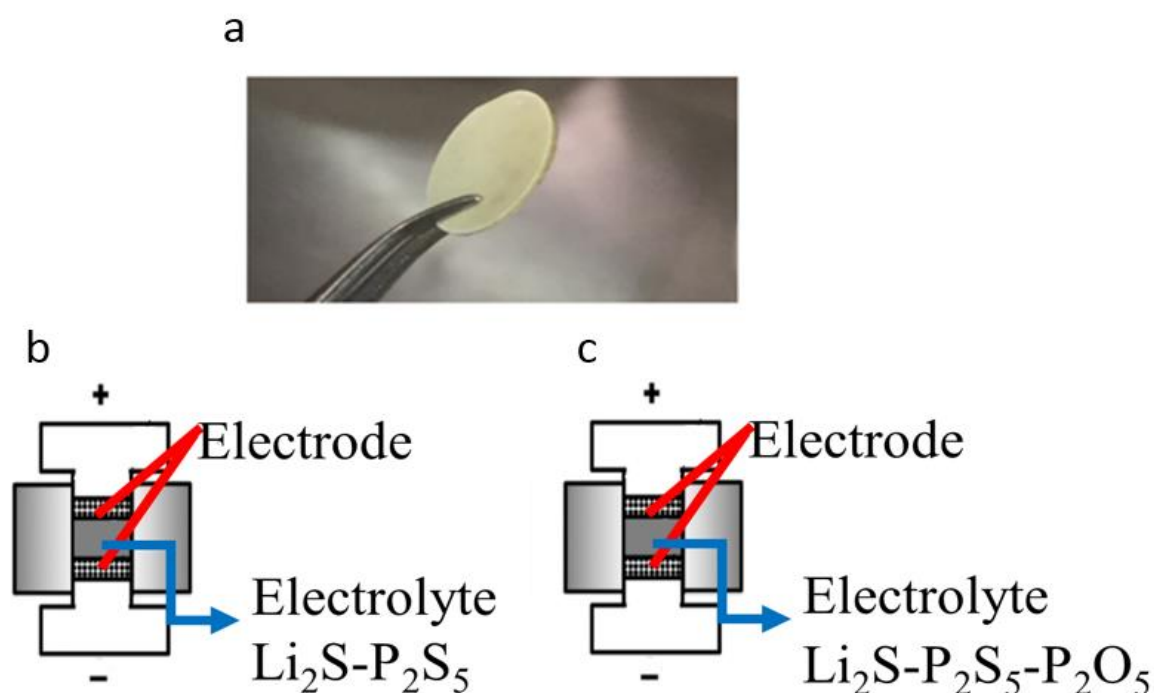 a
b
c
+
+
Electrode
Electrode
Electrolyte
Li₂S-P₂S₅
Electrolyte
Li₂S-P₂S₅-P₂O₅
-
-